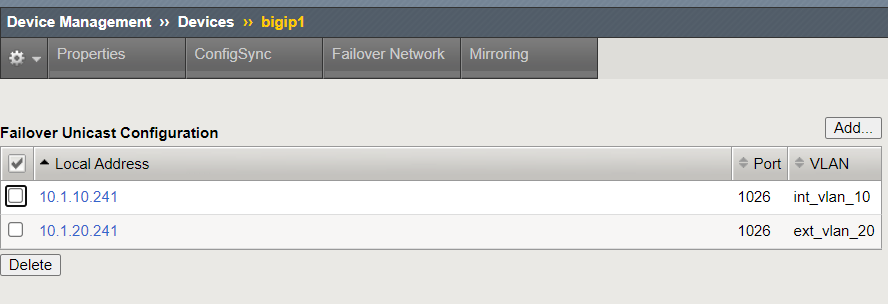 Device Management ›› Devices ›› bigip1
Properties ConfigSync Failover Network Mirroring
Failover Unicast Configuration
Add...
Local Address Port VLAN
10.1.10.241 1026 int_vlan_10
10.1.20.241 1026 ext_vlan_20
Delete